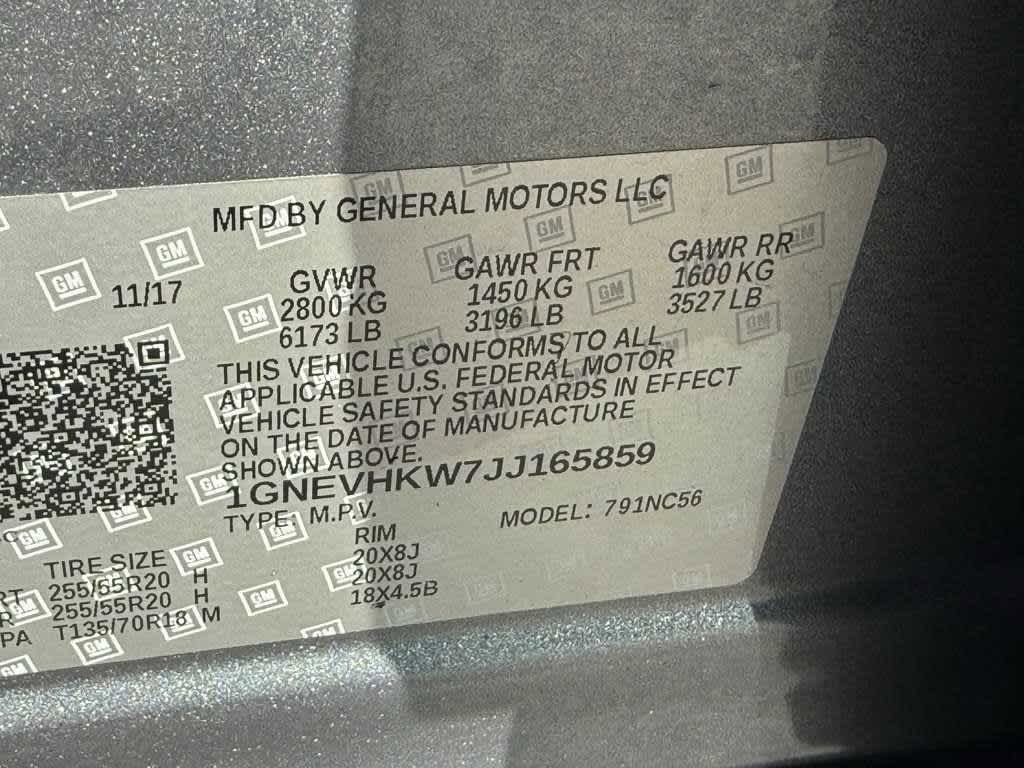 MFD BY GENERAL MOTORS LLC
11/17 GVWR GAWR FRT GAWR RR
2800 KG 1450 KG 1600 KG
6173 LB 3196 LB 3527 LB
THIS VEHICLE CONFORMS TO ALL
APPLICABLE U.S. FEDERAL MOTOR
VEHICLE SAFETY STANDARDS IN EFFECT
ON THE DATE OF MANUFACTURE
SHOWN ABOVE.
1GNEVHKW7JJ165859
TYPE: M.P.V. MODEL: 791NC56
TIRE SIZE RIM
RT 255/55R20 H 20X8J
R 255/55R20 H 20X8J
PA T135/70R18 M 18X4.5B
GM